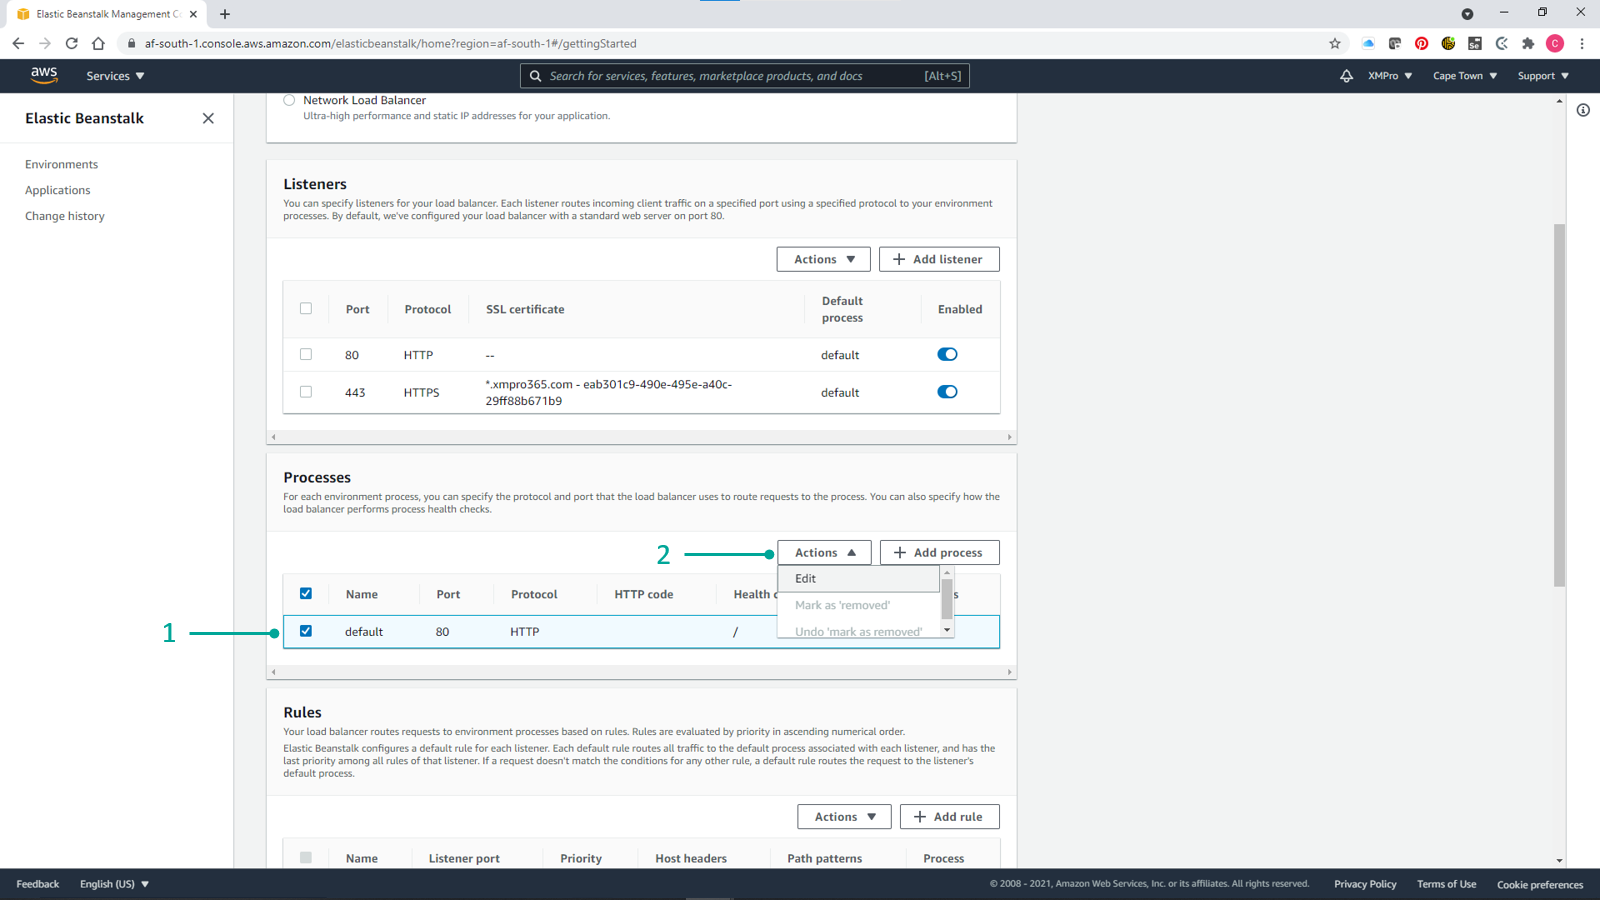 Elastic Beanstalk Management C
af-south-1.console.aws.amazon.com/elasticbeanstalk/home?region=af-south-1#/gettingStarted
aws
Services ▼
Search for services, features, marketplace products, and docs
[Alt+S]
XMPro ▼
Cape Town ▼
Support ▼
Elastic Beanstalk
Environments
Applications
Change history
Network Load Balancer
Ultra-high performance and static IP addresses for your application.
Listeners
You can specify listeners for your load balancer. Each listener routes incoming client traffic on a specified port using a specified protocol to your environment
processes. By default, we've configured your load balancer with a standard web server on port 80.
Actions ▼
+ Add listener
Port Protocol SSL certificate Default process Enabled
80 HTTP -- default
443 HTTPS *.xmpro365.com - eab301c9-490e-495e-a40c-
29ff88b671b9 default
Processes
For each environment process, you can specify the protocol and port that the load balancer uses to route requests to the process. You can also specify how the
load balancer performs process health checks.
2
Actions ▲
+ Add process
Edit
Mark as 'removed'
Undo 'mark as removed'
Name Port Protocol HTTP code Health
1
default 80 HTTP /
Rules
Your load balancer routes requests to environment processes based on rules. Rules are evaluated by priority in ascending numerical order.
Elastic Beanstalk configures a default rule for each listener. Each default rule routes all traffic to the default process associated with each listener, and has the
last priority among all rules of that listener. If a request doesn't match the conditions for any other rule, a default rule routes the request to the listener's
default process.
Actions ▼
+ Add rule
Name Listener port Priority Host headers Path patterns Process
Feedback
English (US) ▼
© 2008 - 2021, Amazon Web Services, Inc. or its affiliates. All rights reserved.
Privacy Policy
Terms of Use
Cookie preferences